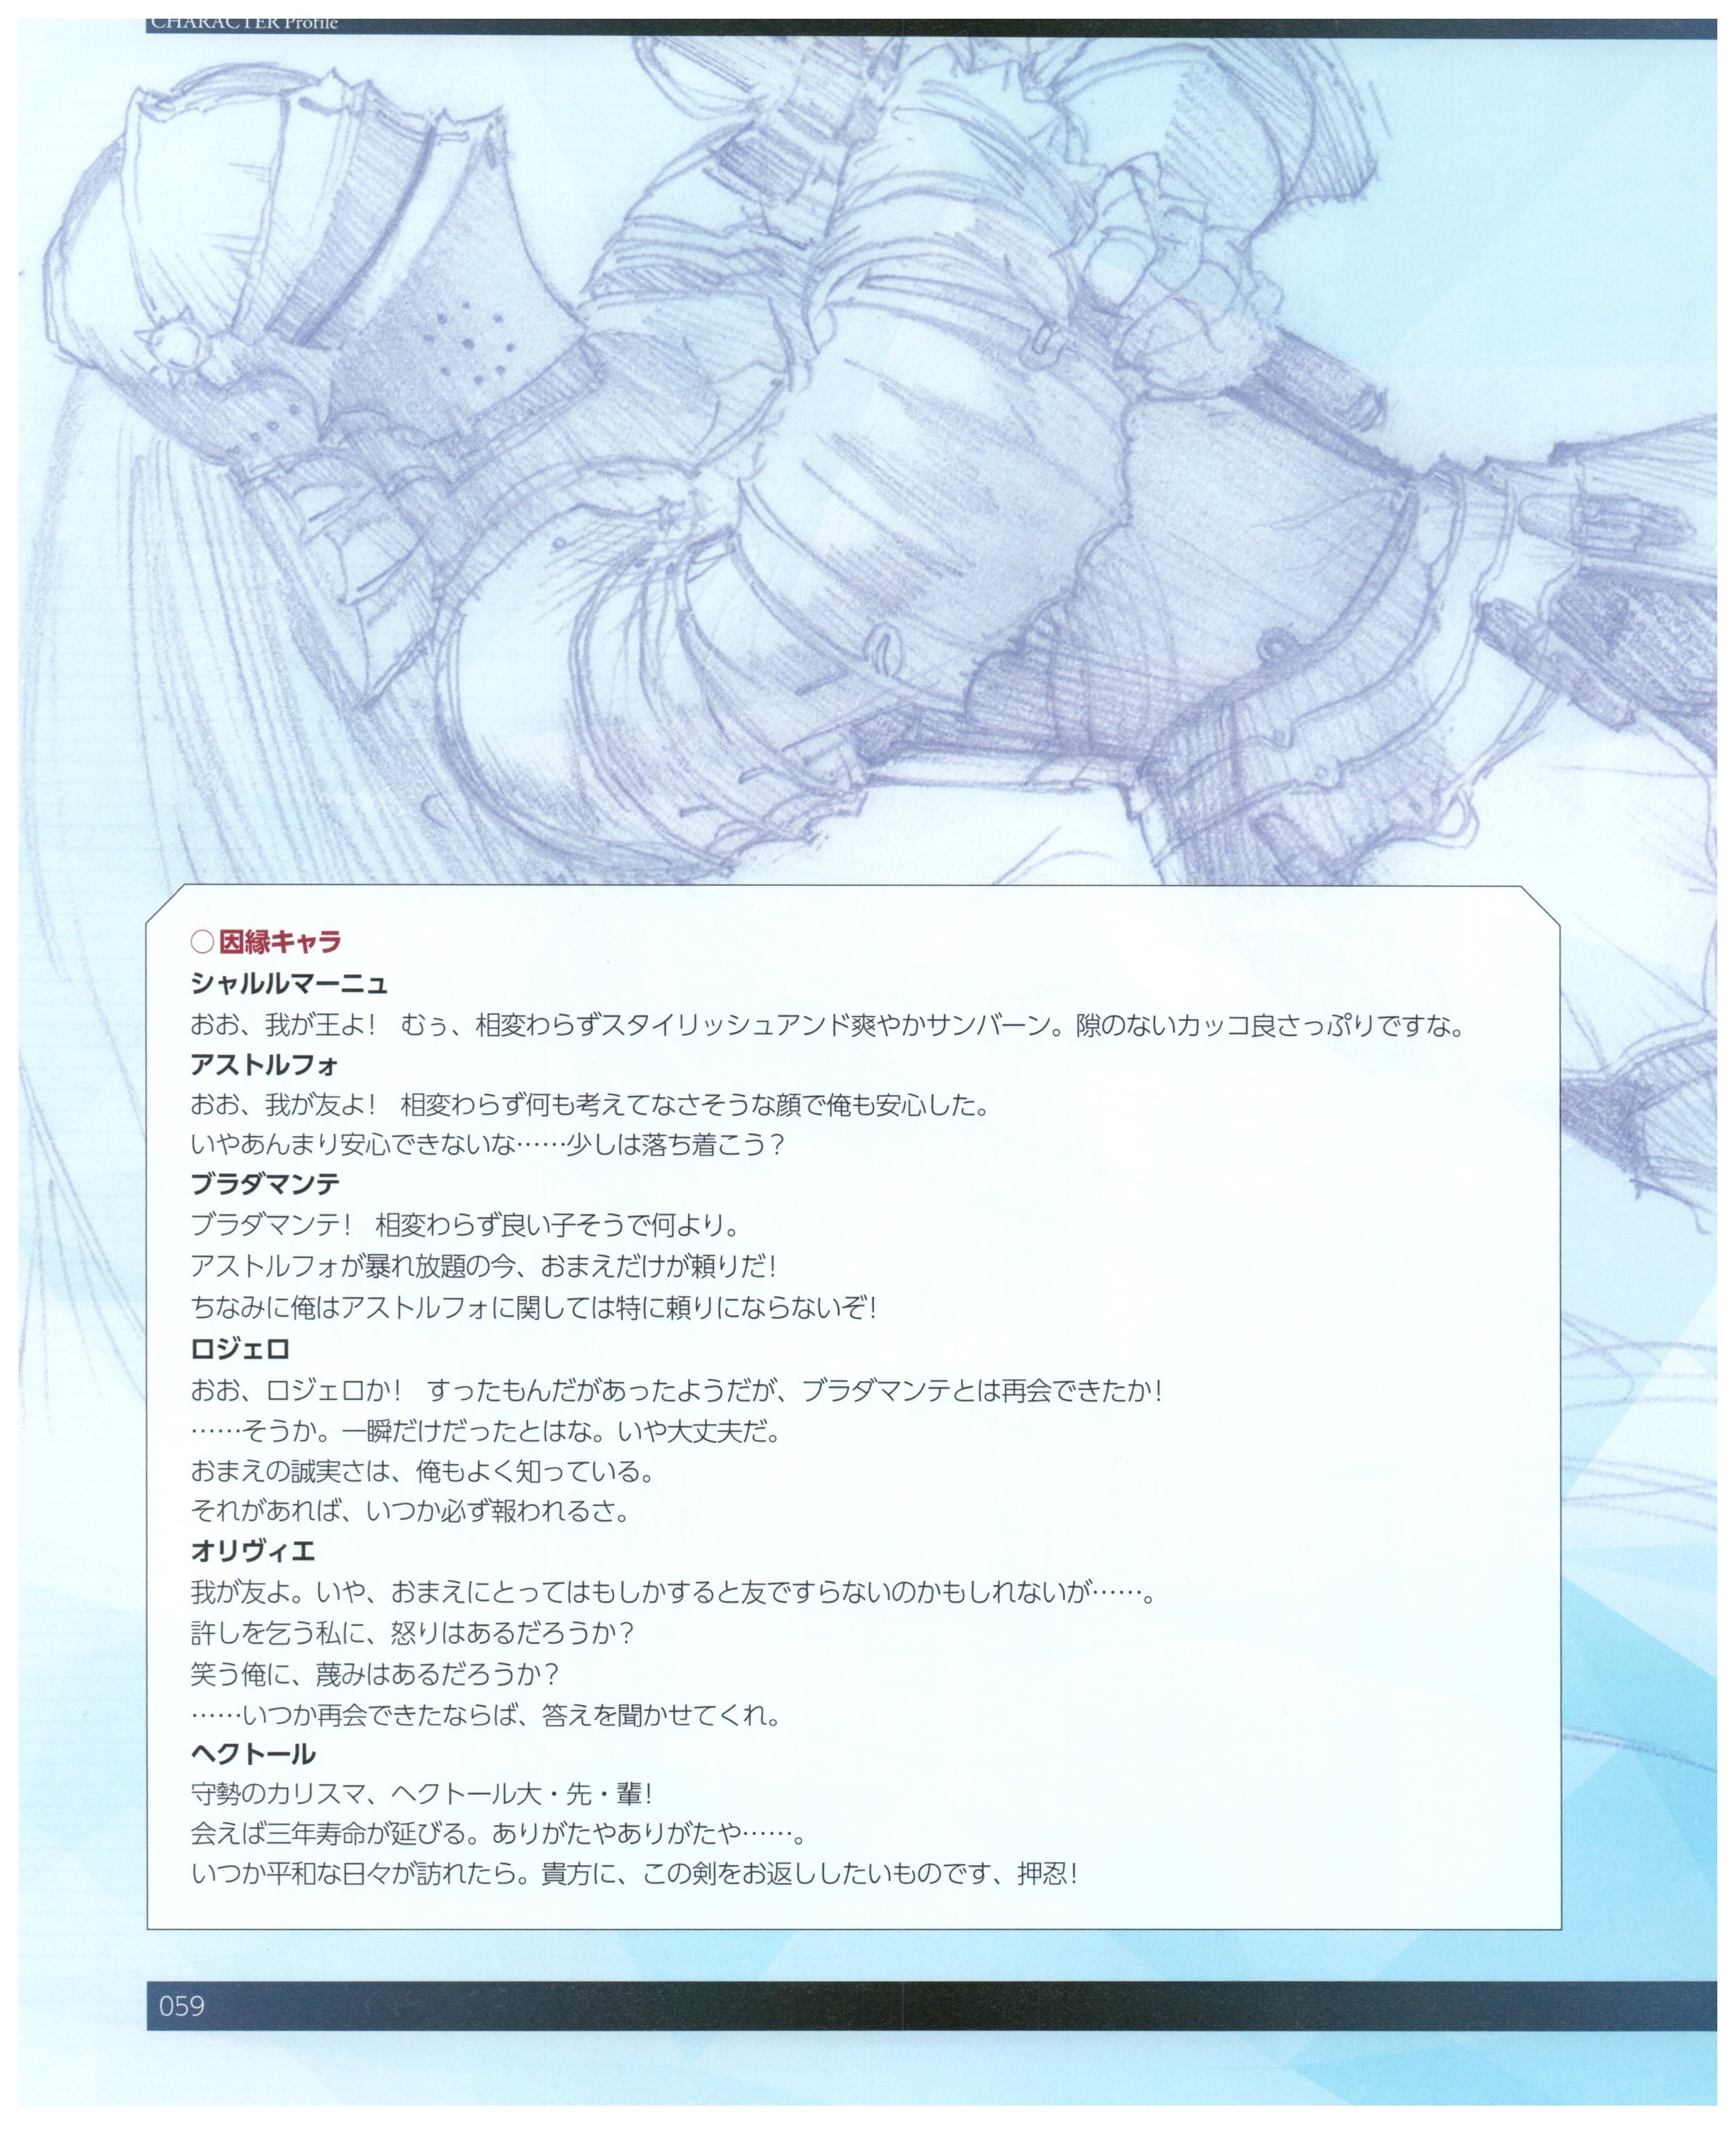 CHARACTER Profile
○因縁キャラ
シャルルマーニュ
おお、我が王よ！ むぅ、相変わらずスタイリッシュアンド爽やかサンバーン。隙のないカッコ良さっぷりですな。
アストルフォ
おお、我が友よ！ 相変わらず何も考えてなさそうな顔で俺も安心した。
いやあんまり安心できないな……少しは落ち着こう？
ブラダマンテ
ブラダマンテ！ 相変わらず良い子そうで何より。
アストルフォが暴れ放題の今、おまえだけが頼りだ！
ちなみに俺はアストルフォに関しては特に頼りにならないぞ！
ロジェロ
おお、ロジェロか！ すったもんだがあったようだが、ブラダマンテとは再会できたか！
……そうか。一瞬だけだったとはな。いや大丈夫だ。
おまえの誠実さは、俺もよく知っている。
それがあれば、いつか必ず報われるさ。
オリヴィエ
我が友よ。いや、おまえにとってはもしかすると友ですらないのかもしれないが……。
許しを乞う私に、怒りはあるだろうか？
笑う俺に、蔑みはあるだろうか？
……いつか再会できたならば、答えを聞かせてくれ。
ヘクトール
守勢のカリスマ、ヘクトール大・先・輩！
会えば三年寿命が延びる。ありがたやありがたや……。
いつか平和な日々が訪れたら。貴方に、この剣をお返ししたいものです、押忍！
059